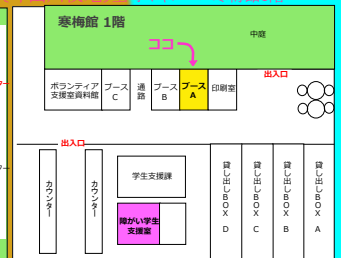 寒梅館 1階
中庭
ココ
出入口
ボランティア
支援室資料館
ブース
C
通
路
ブース
B
ブース
A
印刷室
出入口
カウンター
カウンター
学生支援課
障がい学生
支援室
貸し出しBOX D
貸し出しBOX C
貸し出しBOX B
貸し出しBOX A